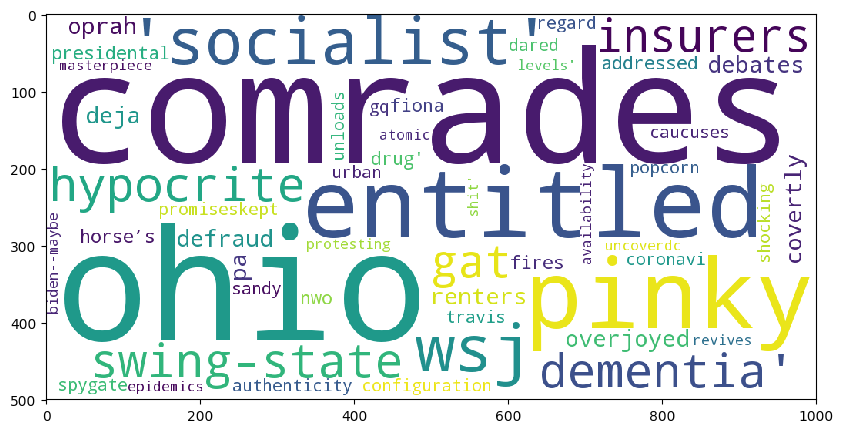 0
100
200
300
400
500
0 200 400 600 800 1000
oprah
'socialist'
regard
insurers
presidental
dared
masterpiece
levels'
addressed
debates
comrades
deja
unloads
gqfiona
atomic
caucuses
drug'
urban
popcorn
hypocrite
entitled
shit'
availability
shocking
covertly
promiseskept
biden--maybe
horse’s
defraud
protesting
uncoverdc
ohio
pa
gat
fires
coronavi
sandy
nwo
renters
pinky
travis
swing-state
wsj
overjoyed
revives
dementia'
spygate
epidemics
authenticity
configuration